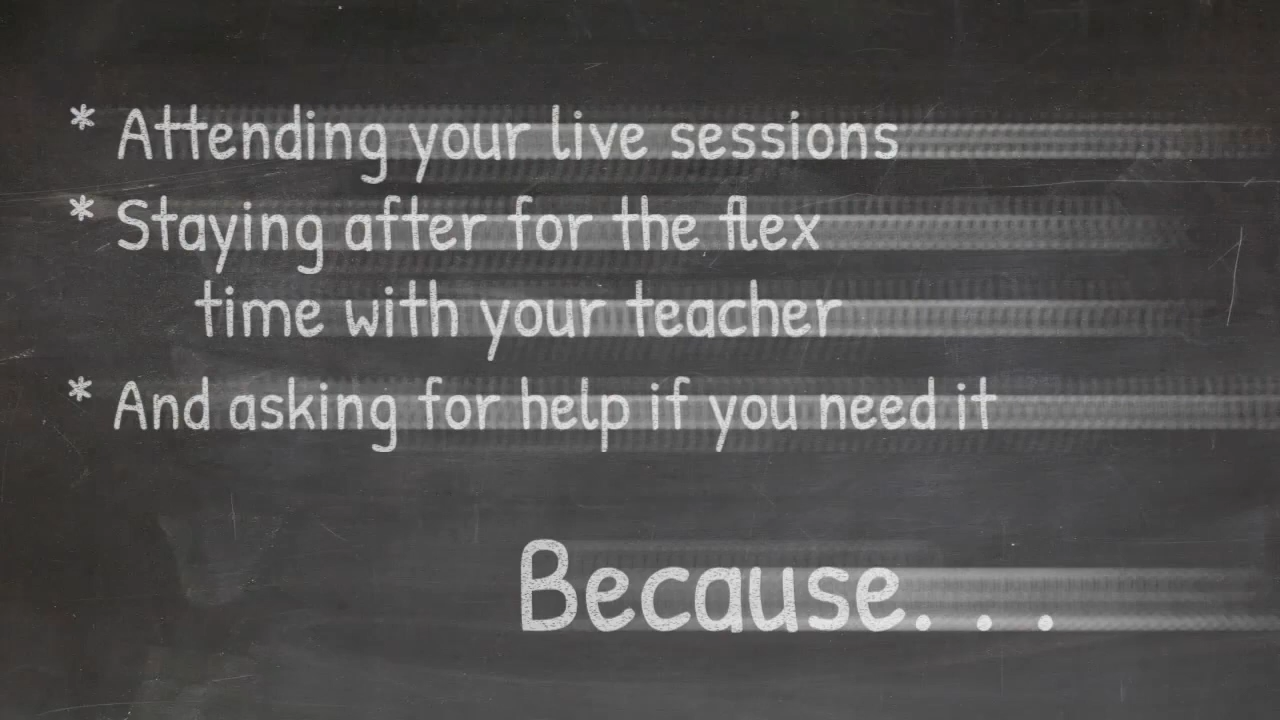 * Attending your live sessions
* Staying after for the flex
time with your teacher
* And asking for help if you need it
Because. . .